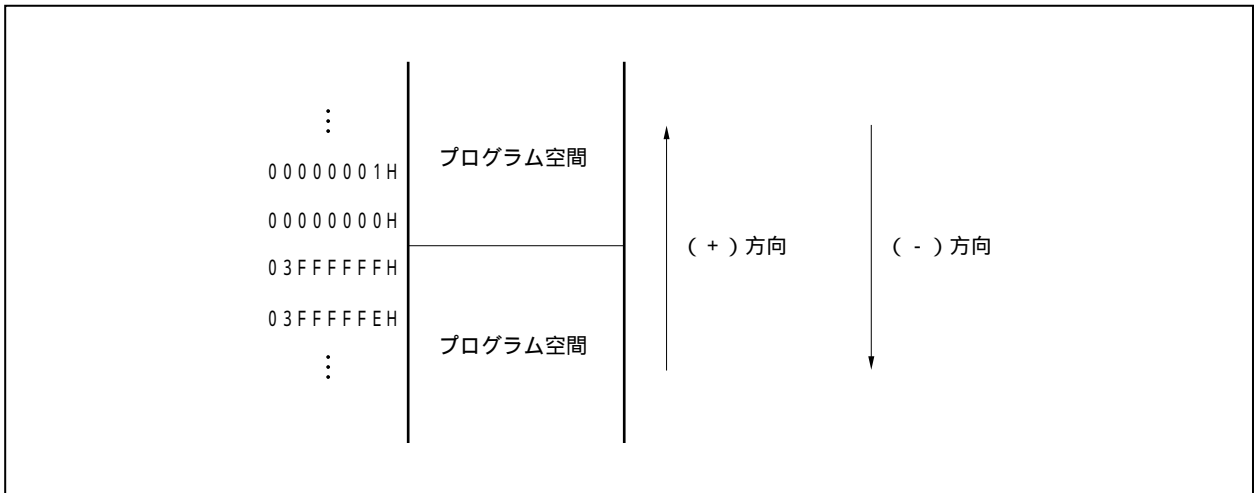 ⋮
00000001H
プログラム空間
00000000H
(+)方向
(-)方向
03FFFFFFH
03FFFFFEH
プログラム空間
⋮